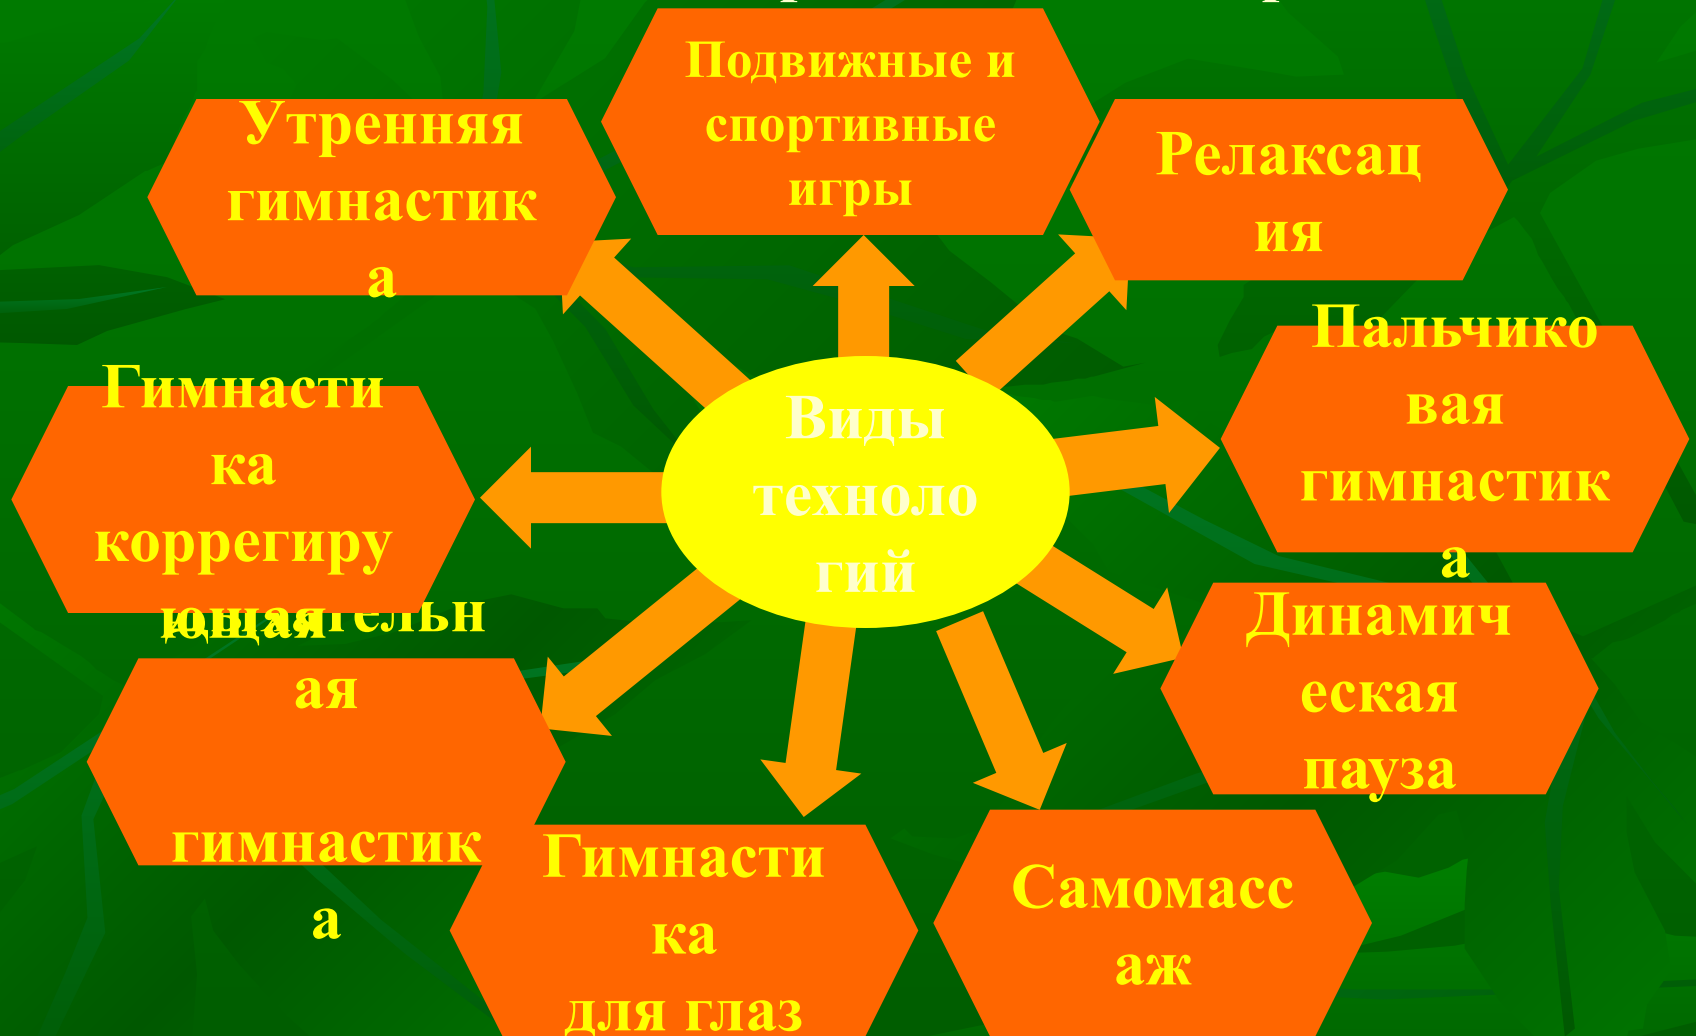 Подвижные и
спортивные
игры
Утренняя
гимнастик
а
Релаксац
ия
Пальчико
вая
гимнастик
а
Гимнасти
ка
коррегиру
ющая
Виды
техноло
гий
ая
гимнастик
а
Динамич
еская
пауза
Гимнасти
ка
для глаз
Самомасс
аж